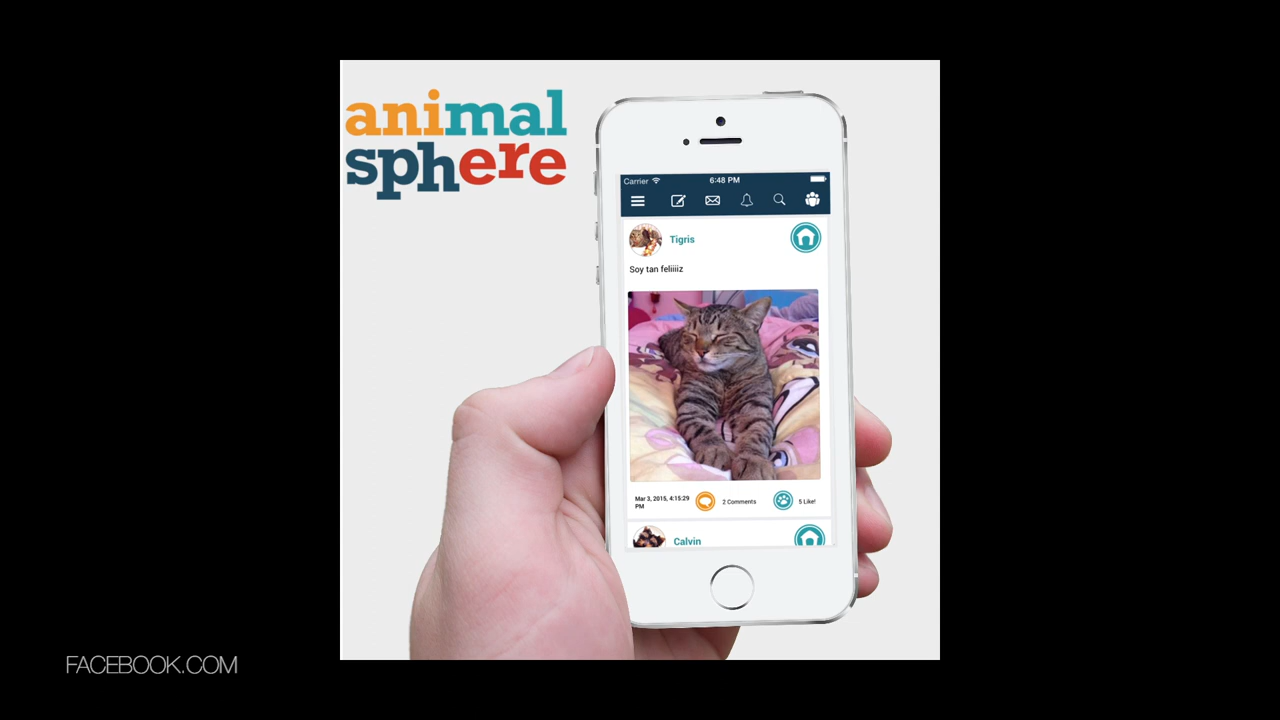 animal
sphere
Carrier
6:48 PM
Tigris
Soy tan feliiiiz
Mar 3, 2015, 4:15:29
PM
2 Comments
5 Like!
Calvin
FACEBOOK.COM